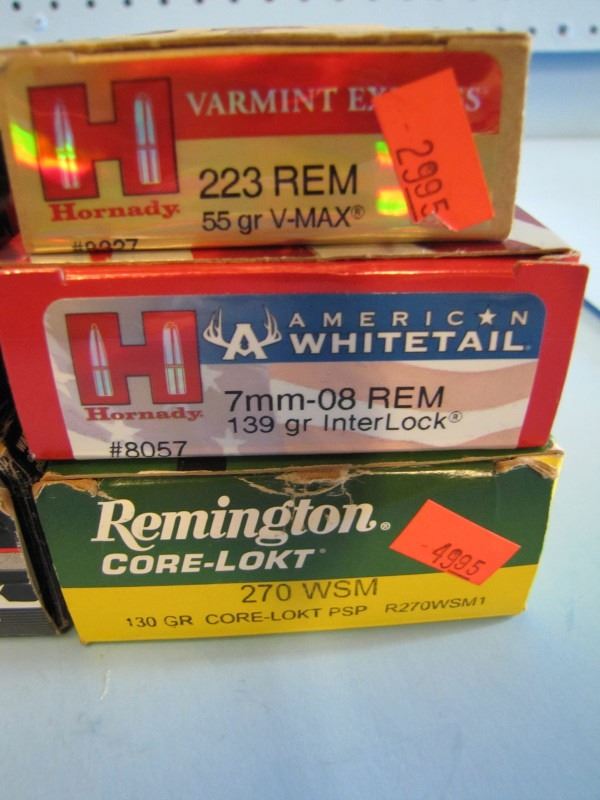 VARMINT EX S
2995
223 REM
Hornady.
55 gr V-MAX®
AMERIC★N
WHITETAIL
7mm-08 REM
Hornady
139 gr InterLock®
#8057
Remington®
CORE-LOKT
4995
270 WSM
130 GR CORE-LOKT PSP R270WSM1